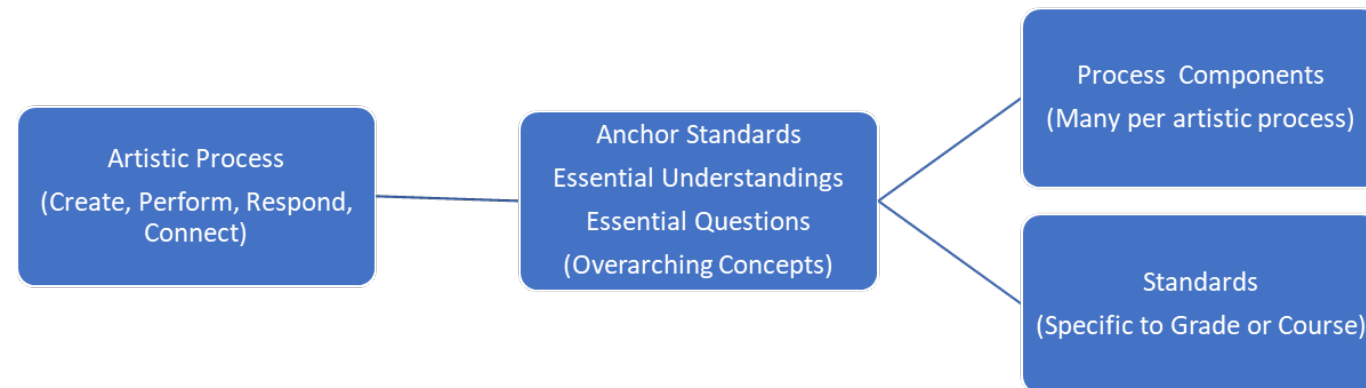 Artistic Process
(Create, Perform, Respond,
Connect)
Anchor Standards
Essential Understandings
Essential Questions
(Overarching Concepts)
Process  Components
(Many per artistic process)
Standards
(Specific to Grade or Course)